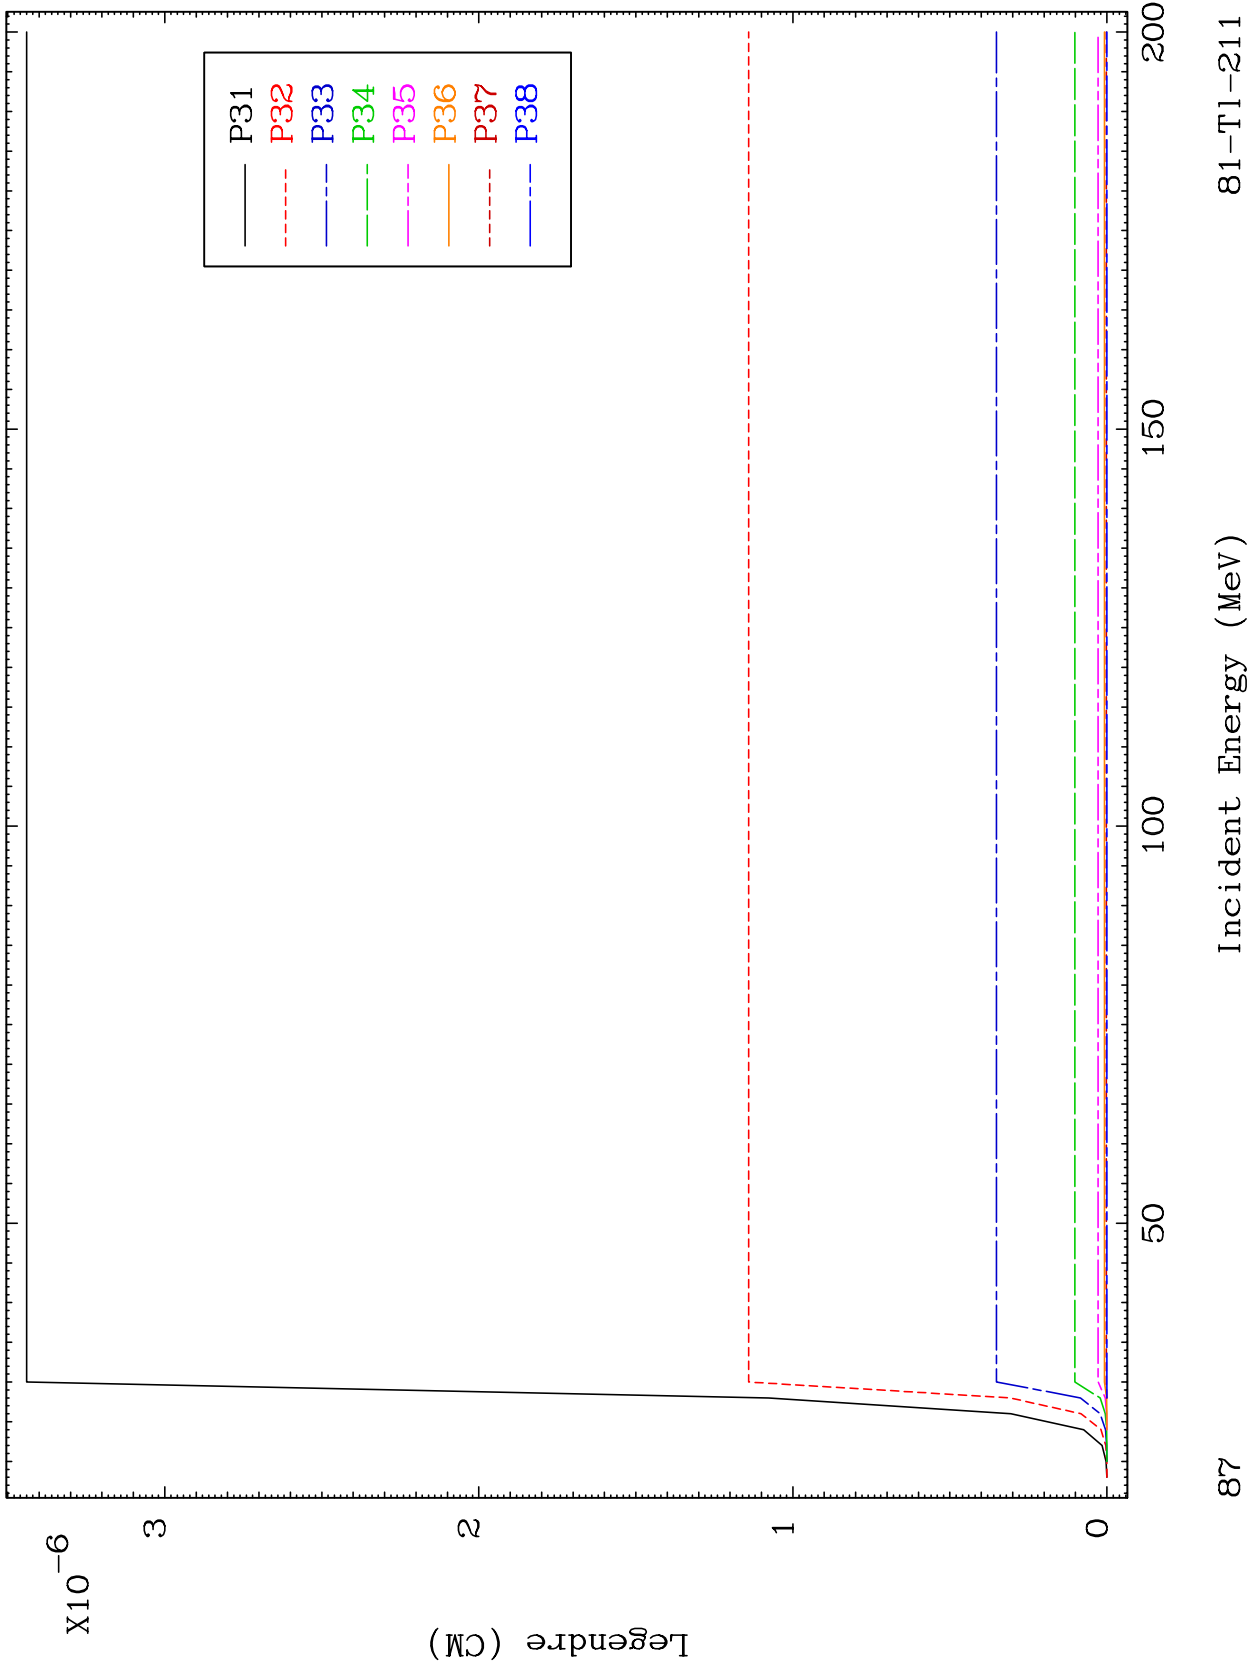 X10-6
3
2
1
0
Legendre (CM)
P31
P32
P33
P34
P35
P36
P37
P38
50
100
150
200
Incident Energy (MeV)
87
81-Tl-211